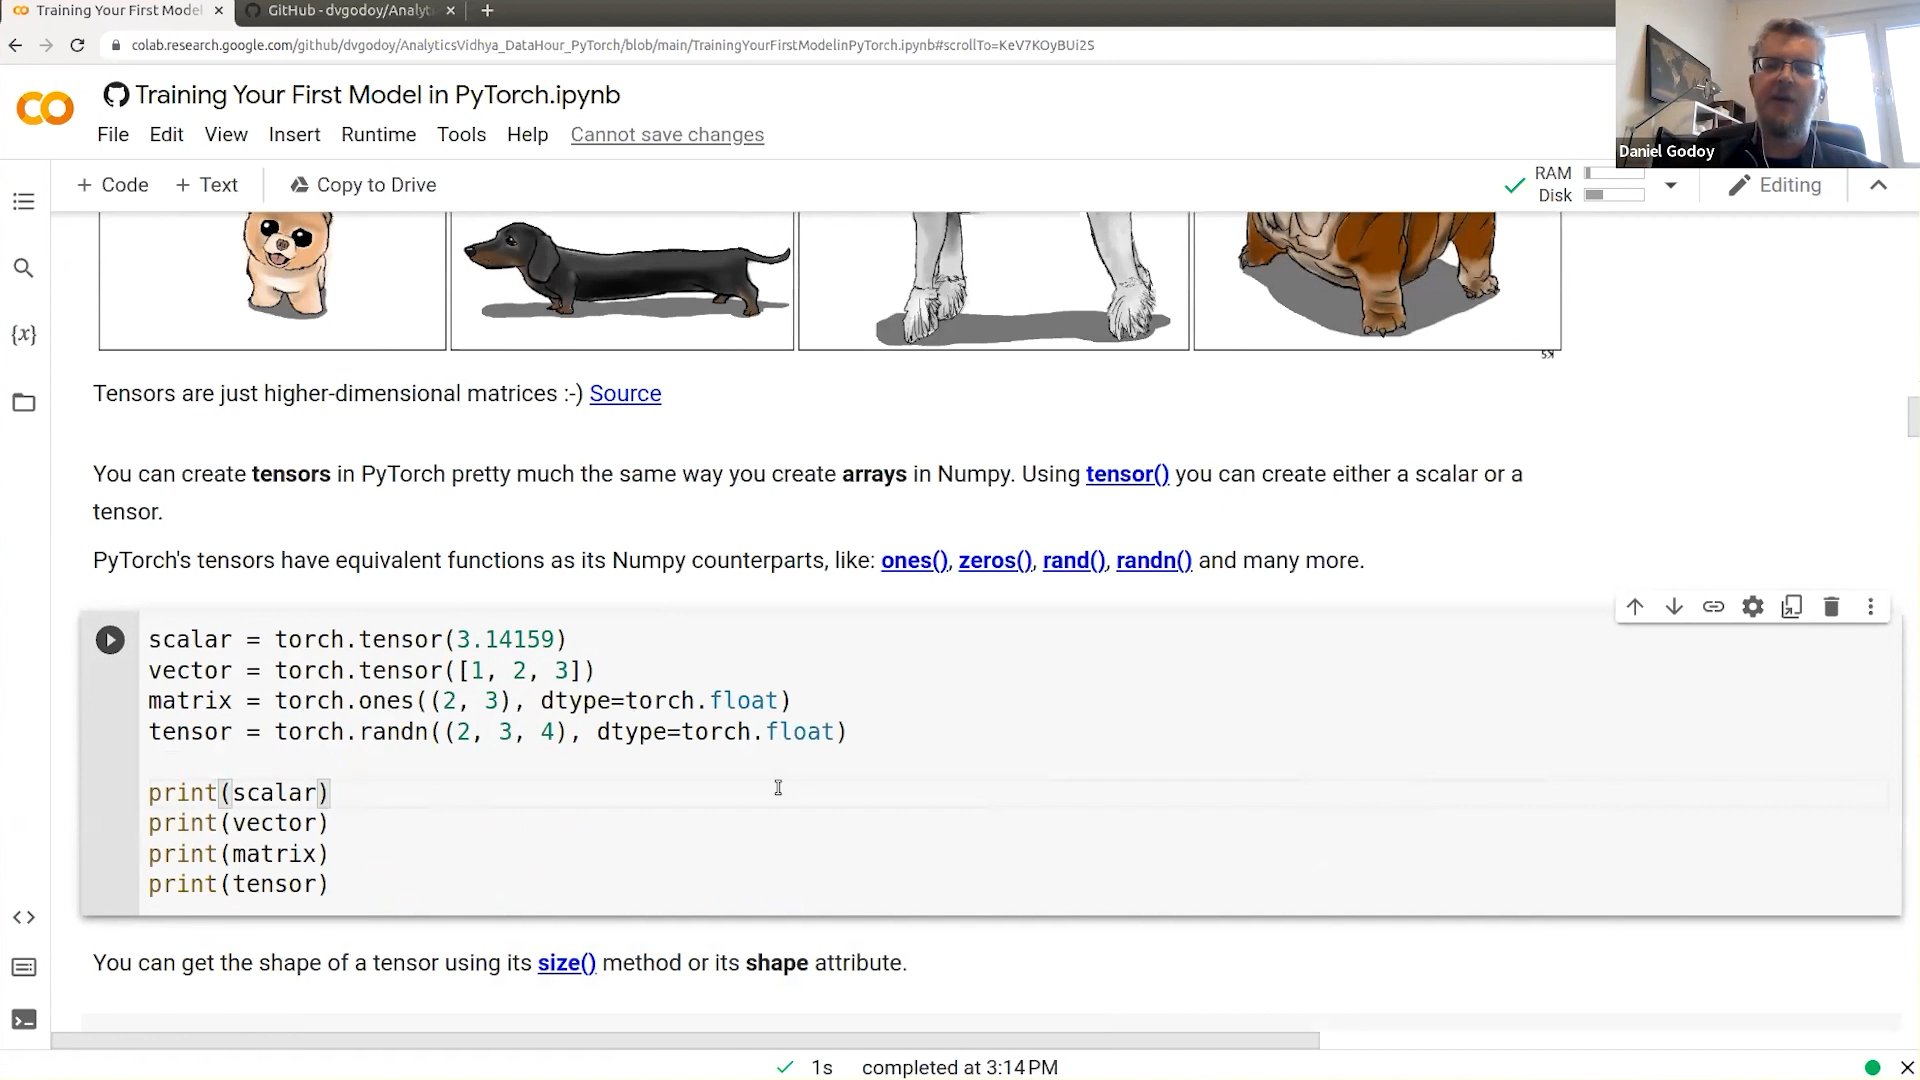 Training Your First Model
GitHub - dvgodoy/Analyt
colab.research.google.com/github/dvgodoy/AnalyticsVidhya_DataHour_PyTorch/blob/main/TrainingYourFirstModelinPyTorch.ipynb#scrollTo=KeV7KOyBUi2S
Training Your First Model in PyTorch.ipynb
File Edit View Insert Runtime Tools Help Cannot save changes
Daniel Godoy
+ Code + Text Copy to Drive
RAM
Disk
Editing
{x}
Tensors are just higher-dimensional matrices :-) Source
You can create tensors in PyTorch pretty much the same way you create arrays in Numpy. Using tensor() you can create either a scalar or a
tensor.
PyTorch's tensors have equivalent functions as its Numpy counterparts, like: ones(), zeros(), rand(), randn() and many more.
scalar = torch.tensor(3.14159)
vector = torch.tensor([1, 2, 3])
matrix = torch.ones((2, 3), dtype=torch.float)
tensor = torch.randn((2, 3, 4), dtype=torch.float)
print(scalar)
print(vector)
print(matrix)
print(tensor)
You can get the shape of a tensor using its size() method or its shape attribute.
1s completed at 3:14 PM